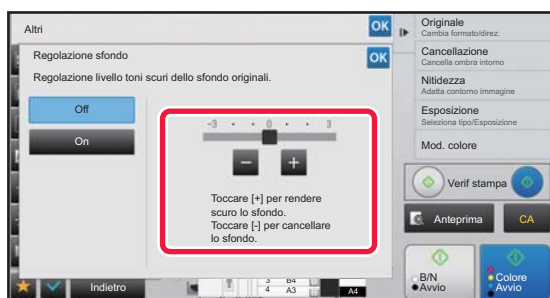 Altri
OK
Regolazione sfondo
OK
Regolazione livello toni scuri dello sfondo originali.
Off
On
-3 0 3
Toccare [+] per rendere
scuro lo sfondo.
Toccare [-] per cancellare
lo sfondo.
Indietro
3 B4
4 A3
A4
Originale
Cambia formato/direz.
Cancellazione
Cancella ombra intorno
Nitidezza
Adatta contorno immagine
Esposizione
Seleziona tipo/Esposizione
Mod. colore
Verif stampa
Anteprima
CA
B/N
Avvio
Colore
Avvio